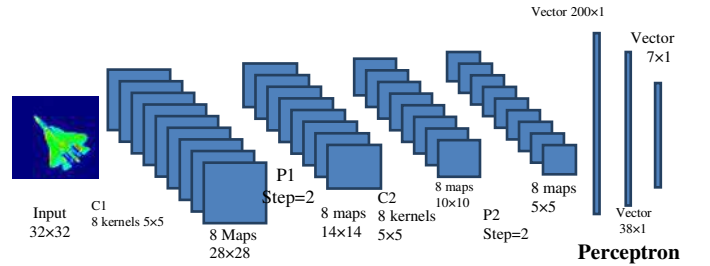 Input
32×32
C1
8 kernels 5×5
8 Maps
28×28
P1
Step=2
8 maps
14×14
C2
8 kernels
5×5
8 maps
10×10
P2
Step=2
8 maps
5×5
Vector 200×1
Vector
38×1
Vector
7×1
Perceptron